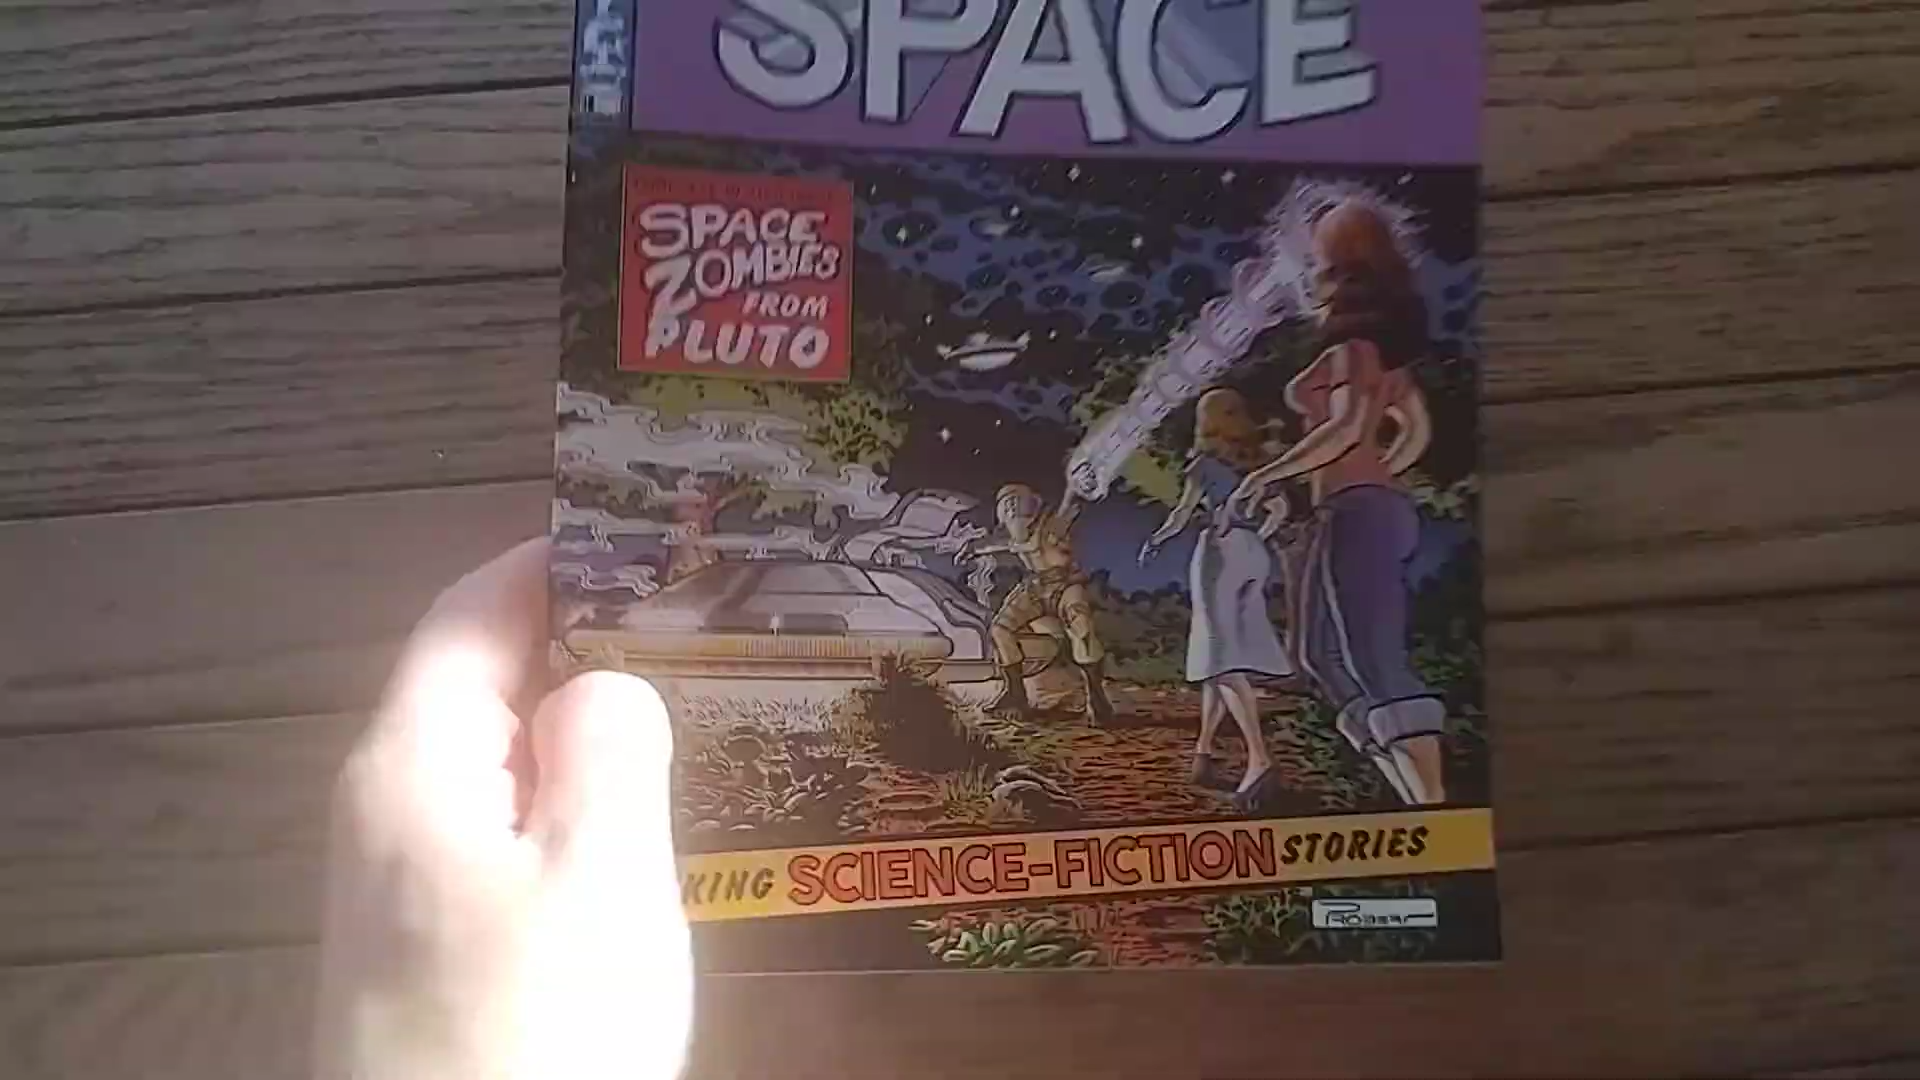 SPACE
SPACE
ZOMBIES
FROM
PLUTO
KING SCIENCE-FICTION STORIES